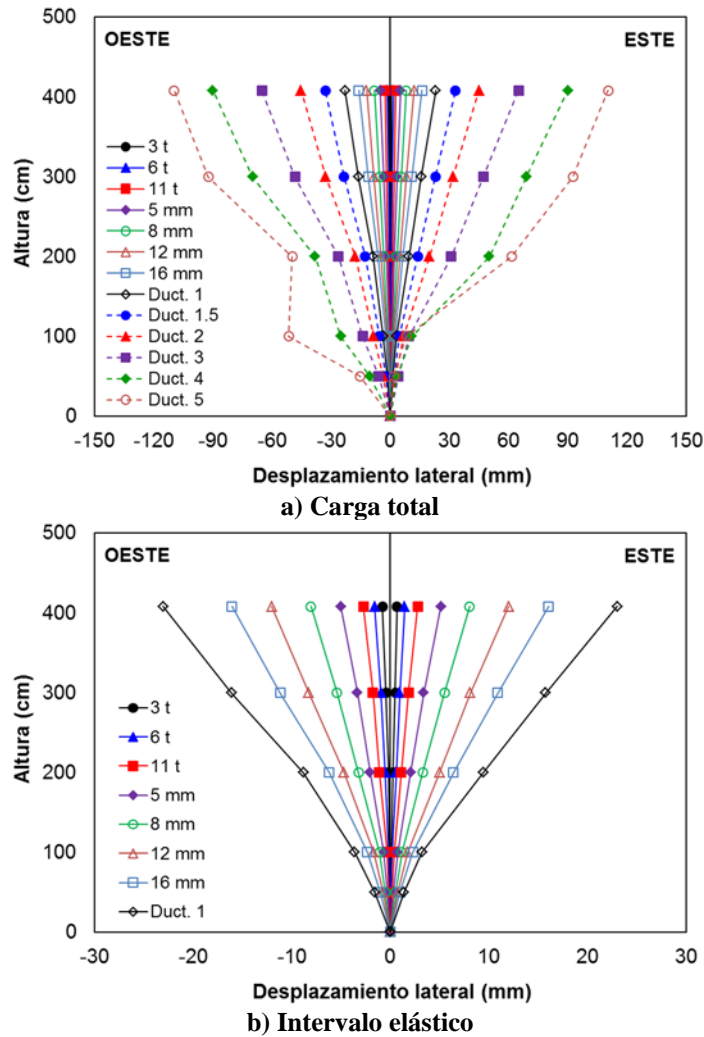 500
OESTE
ESTE
400
3 t
6 t
300
11 t
5 mm
8 mm
200
12 mm
16 mm
Duct. 1
100
Duct. 1.5
Duct. 2
Duct. 3
Duct. 4
0
Duct. 5
Altura (cm)
-150 -120 -90 -60 -30 0 30 60 90 120 150
Desplazamiento lateral (mm)
a) Carga total
500
OESTE
ESTE
400
300
3 t
6 t
11 t
200
5 mm
8 mm
100
12 mm
16 mm
Duct. 1
0
Altura (cm)
-30 -20 -10 0 10 20 30
Desplazamiento lateral (mm)
b) Intervalo elástico